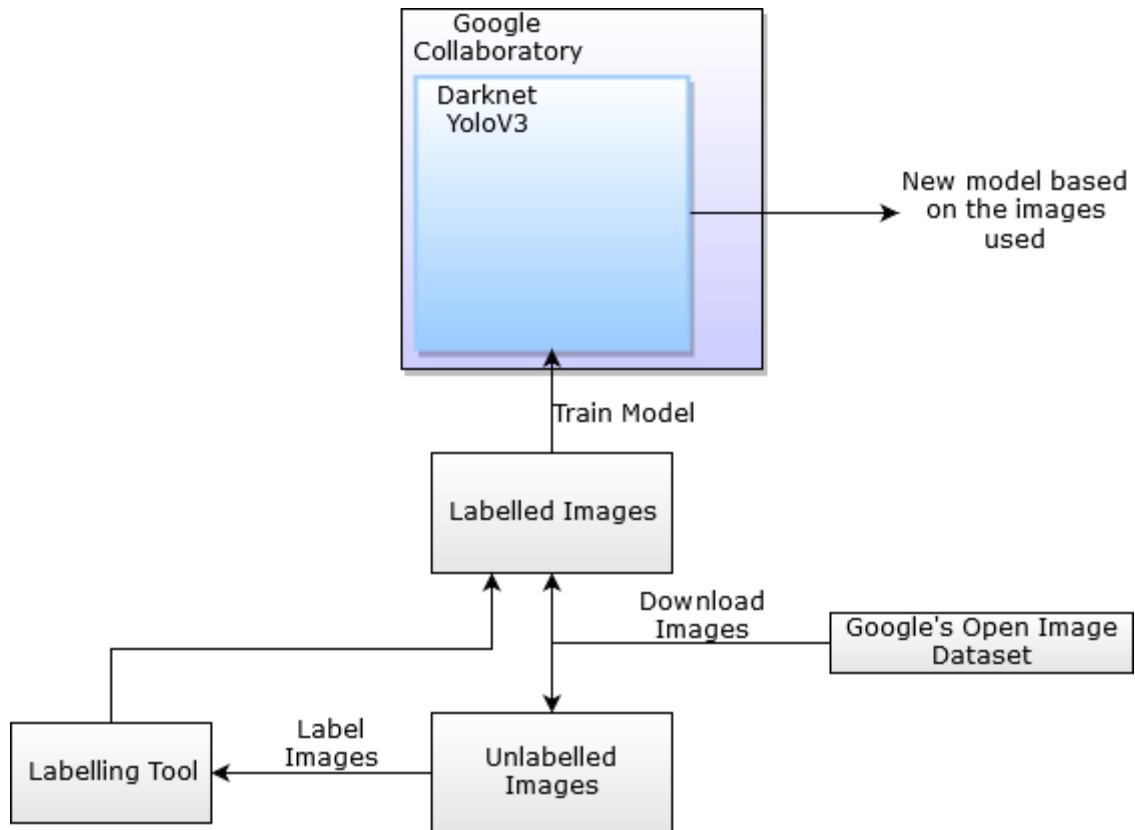 Google
Collaboratory
Darknet
YoloV3
New model based
on the images
used
Train Model
Labelled Images
Download
Images
Google's Open Image
Dataset
Label
Images
Labelling Tool
Unlabelled
Images